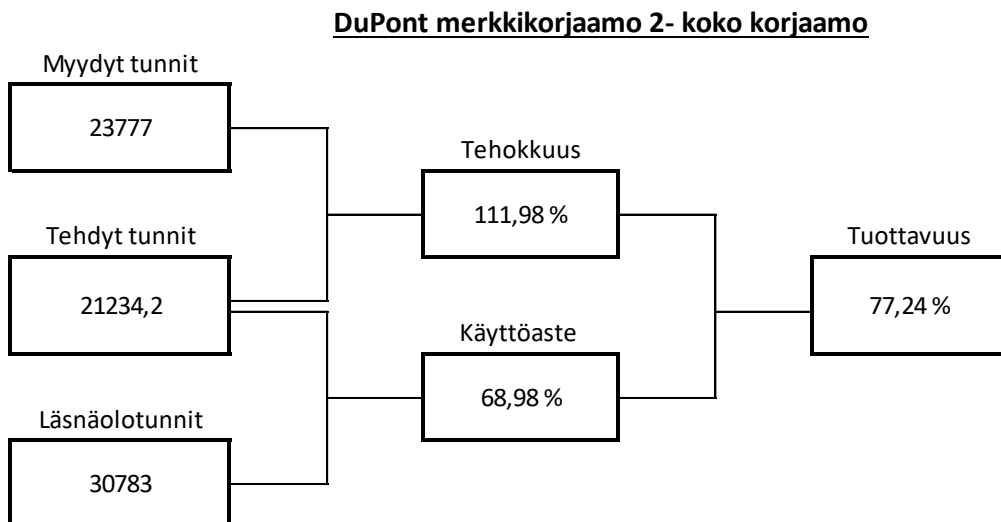 DuPont merkkikorjaamo 2- koko korjaamo
Myydyt tunnit
23777
Tehokkuus
111,98 %
Tehdyt tunnit
21234,2
Tuottavuus
77,24 %
Käyttöaste
68,98 %
Läsnäolotunnit
30783